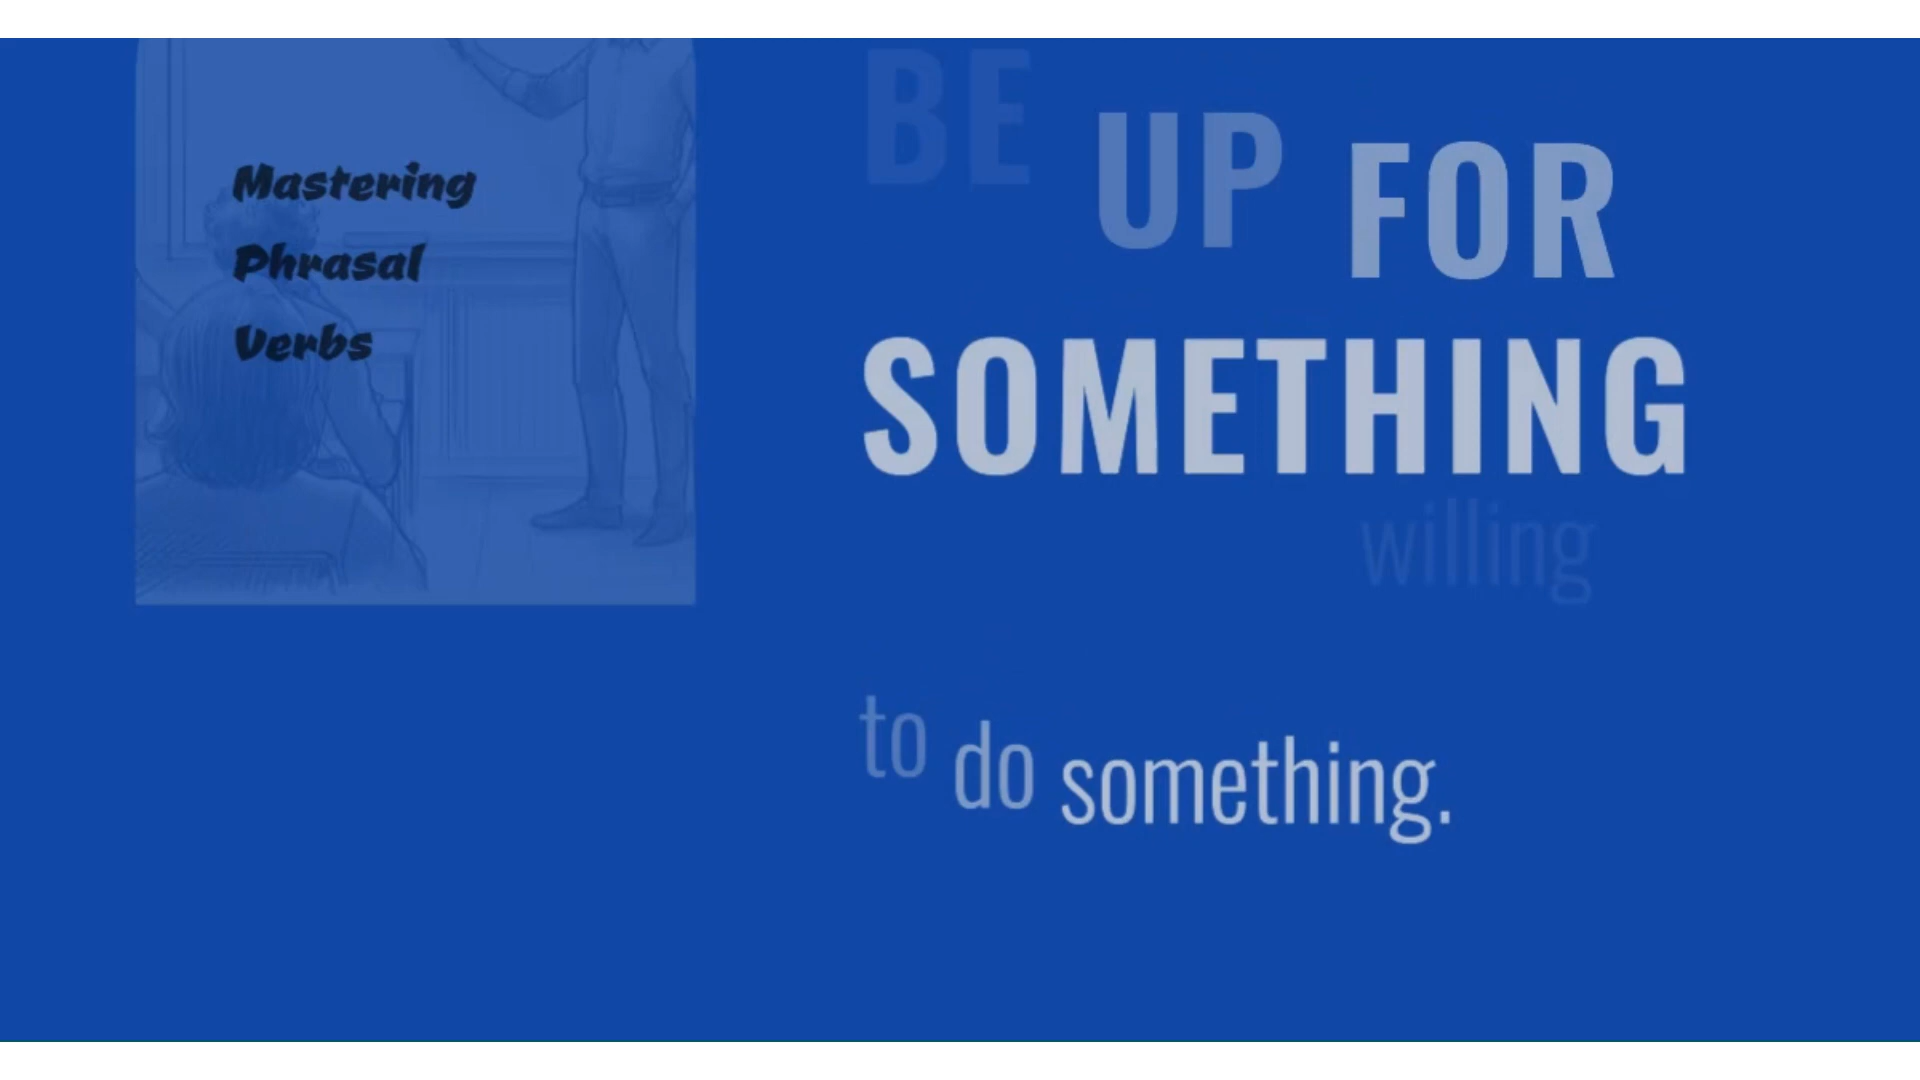 Mastering
Phrasal
Verbs
BE UP FOR
SOMETHING
willing
to do something.